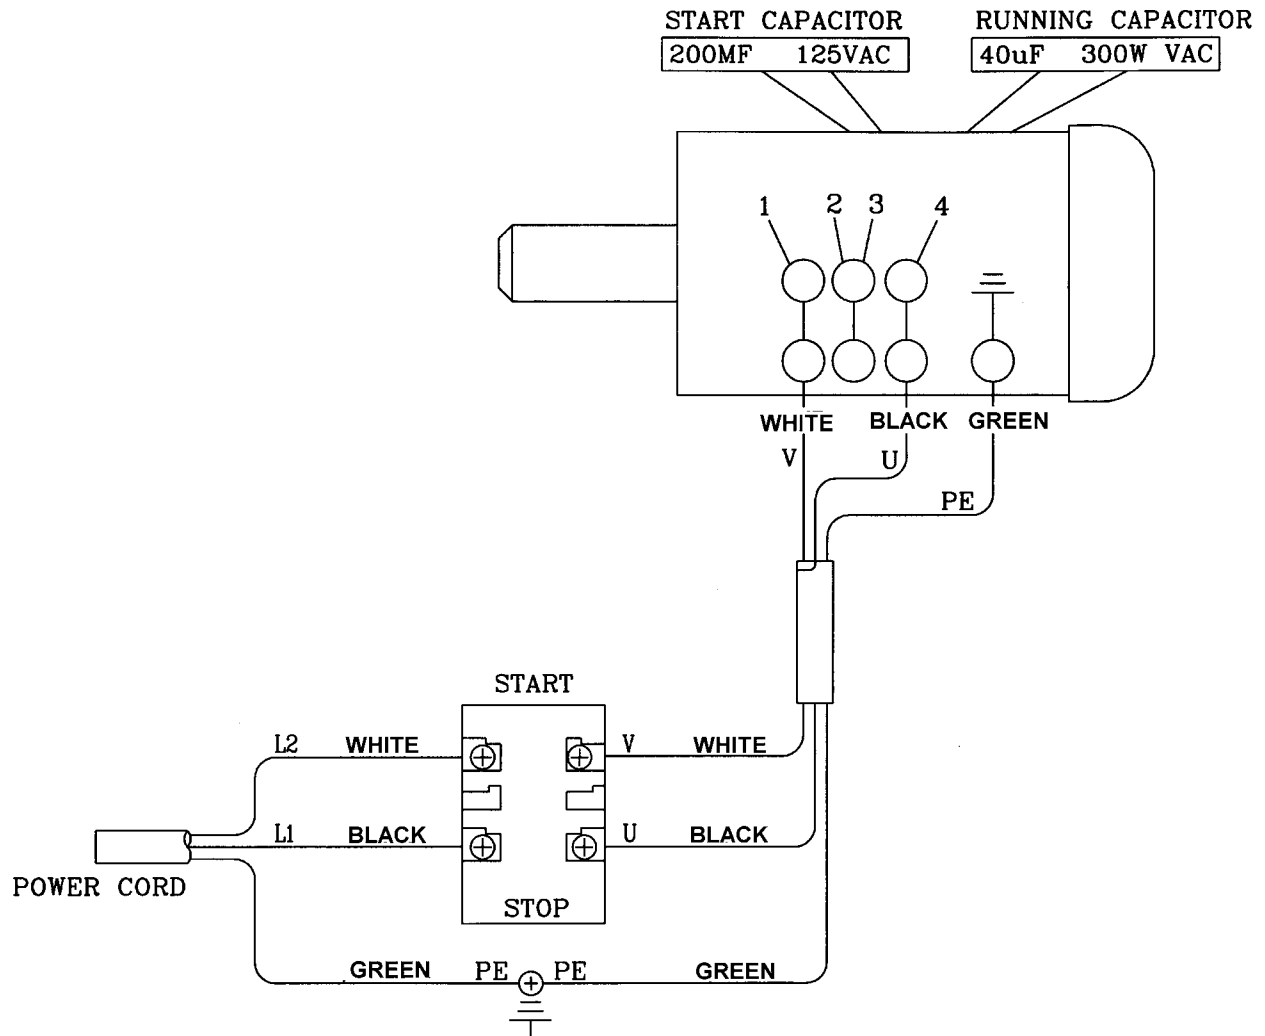 START CAPACITOR
200MF 125VAC
RUNNING CAPACITOR
40uF 300W VAC
1
2
3
4
WHITE
BLACK
GREEN
V
U
PE
START
L2
WHITE
V
WHITE
L1
BLACK
U
BLACK
POWER CORD
STOP
GREEN
PE
PE
GREEN